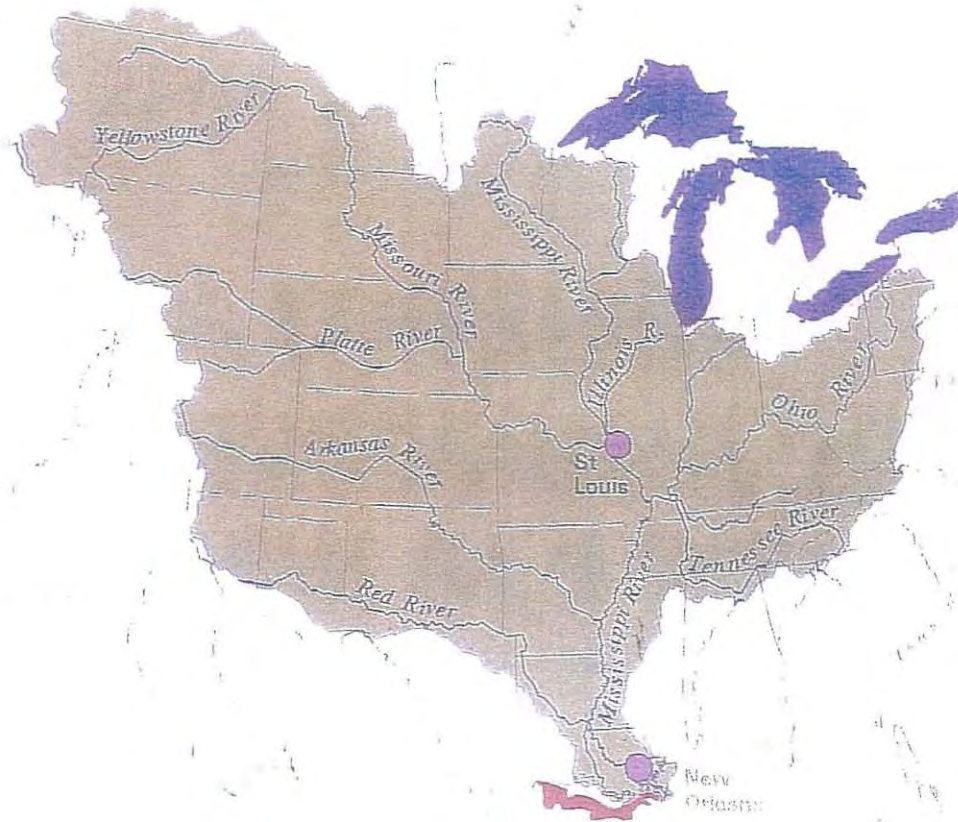 Yellowstone River
Mississippi River
Missouri River
Platte River
Illinois R.
Ohio River
Arkansas River
St
Louis
Tennessee River
Red River
Mississippi River
New
Orleans